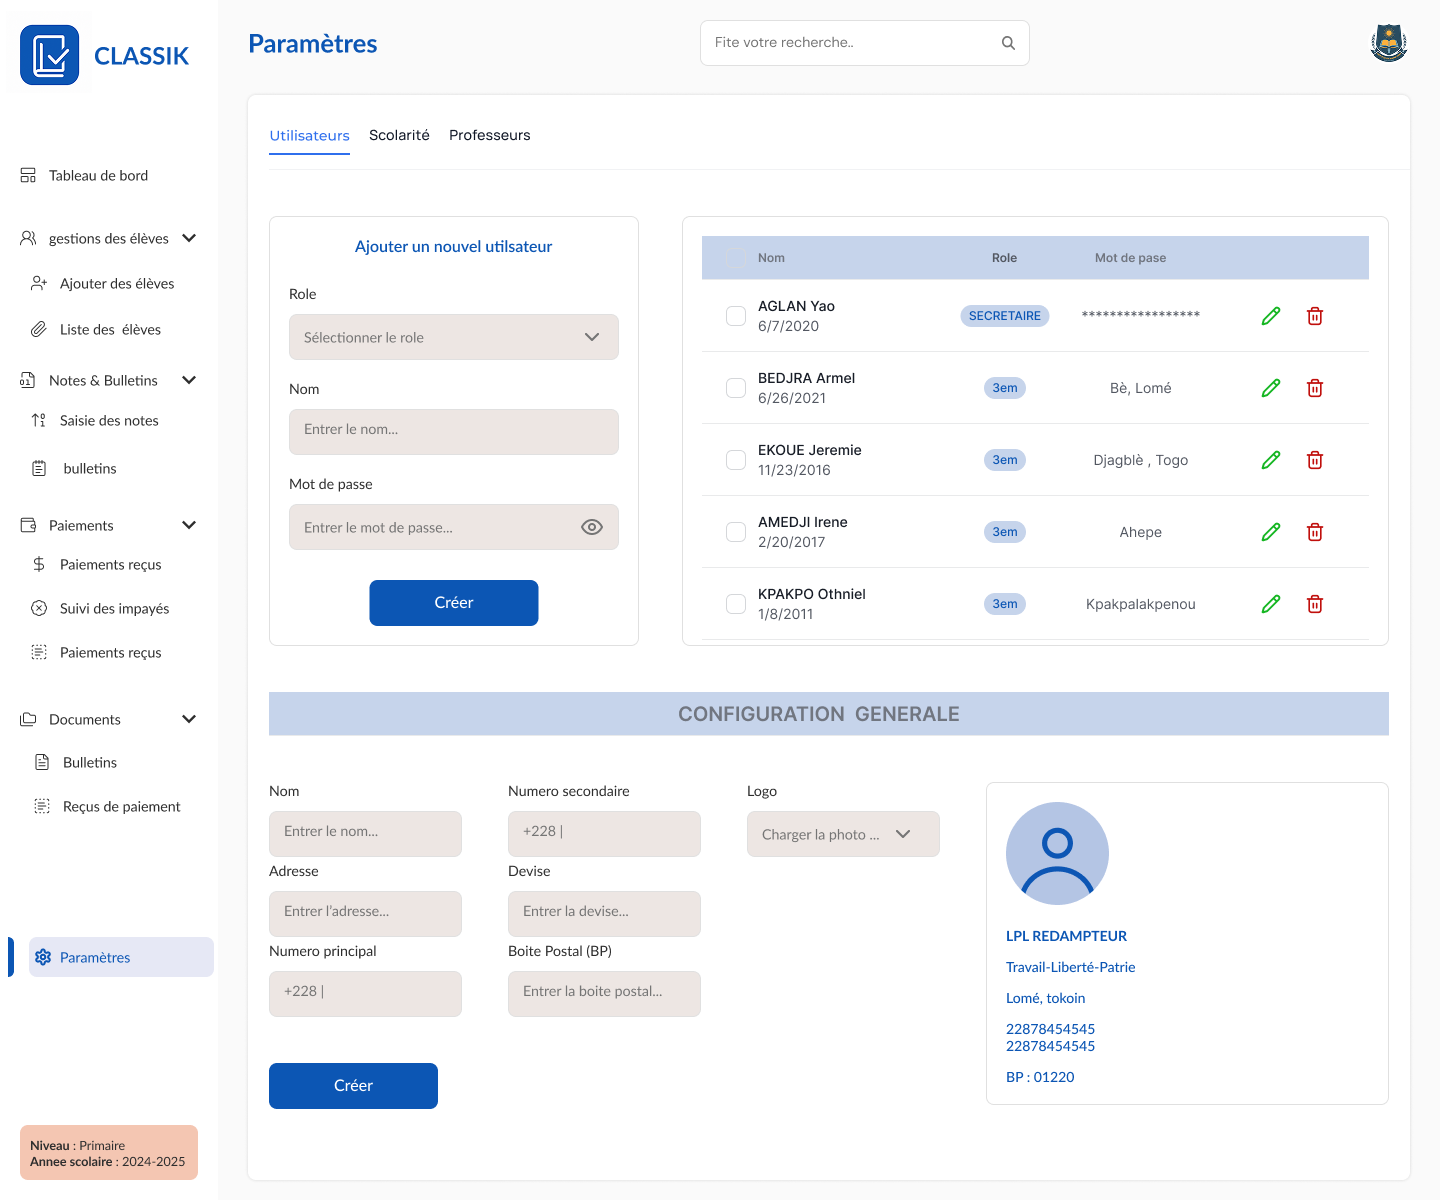 CLASSIK
Paramètres
Fite votre recherche..
Tableau de bord
gestions des élèves
Ajouter des élèves
Liste des élèves
Notes & Bulletins
Saisie des notes
bulletins
Paiements
Paiements reçus
Suivi des impayés
Paiements reçus
Documents
Bulletins
Reçus de paiement
Paramètres
Niveau : Primaire
Annee scolaire : 2024-2025
Utilisateurs Scolarité Professeurs
Ajouter un nouvel utilsateur
Role
Sélectionner le role
Nom
Entrer le nom...
Mot de passe
Entrer le mot de passe...
Créer
Nom Role Mot de pase
AGLAN Yao
6/7/2020
SECRETAIRE
*****************
BEDJRA Armel
6/26/2021
3em
Bè, Lomé
EKOUE Jeremie
11/23/2016
3em
Djagblè , Togo
AMEDJI Irene
2/20/2017
3em
Ahepe
KPAKPO Othniel
1/8/2011
3em
Kpakpalakpenou
CONFIGURATION GENERALE
Nom
Entrer le nom...
Adresse
Entrer l’adresse...
Numero principal
+228 |
Numero secondaire
+228 |
Devise
Entrer la devise...
Boite Postal (BP)
Entrer la boite postal...
Logo
Charger la photo ...
Créer
LPL REDAMPTEUR
Travail-Liberté-Patrie
Lomé, tokoin
22878454545
22878454545
BP : 01220